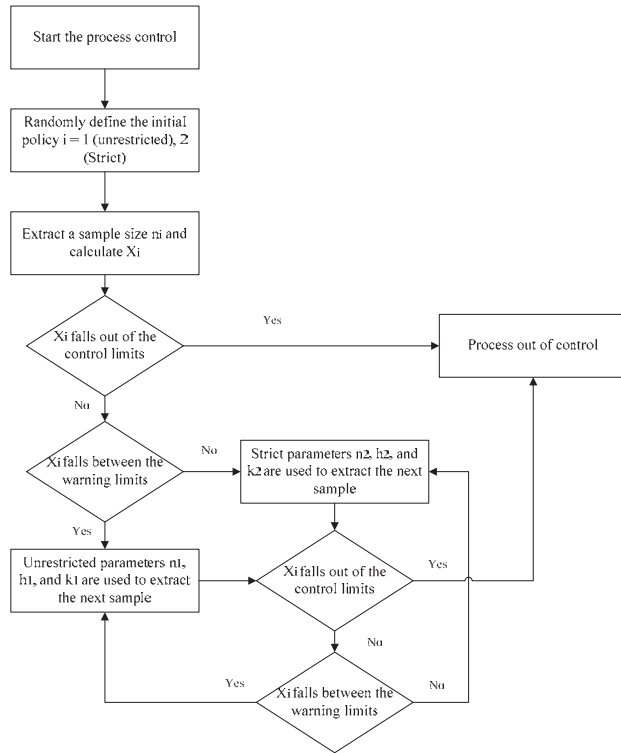 Start the process control
Randomly define the initial
policy i = 1 (unrestricted), 2
(Strict)
Extract a sample size ni and
calculate Xi
Xi falls out of the
control limits
Yes
Process out of control
No
Xi falls between the
warning limits
No
Strict parameters n2, h2, and
k2 are used to extract the next
sample
Yes
Unrestricted parameters n1,
h1, and k1 are used to extract
the next sample
Xi falls out of the
control limits
Yes
No
Xi falls between the
warning limits
Yes
No